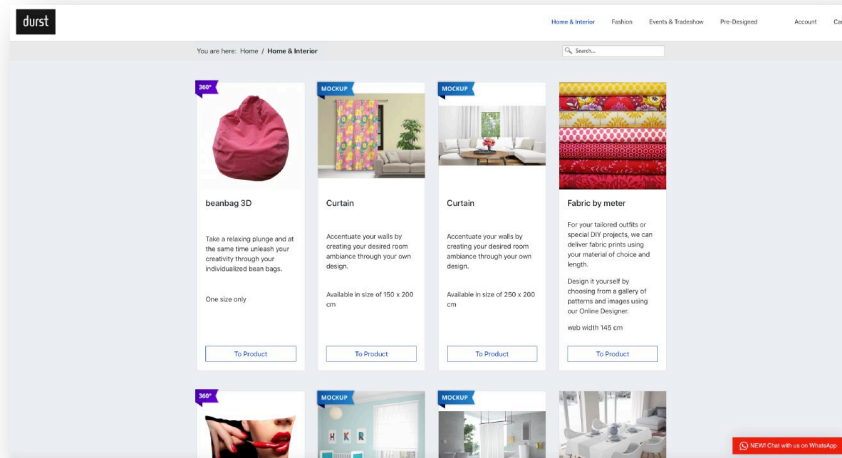 durst
Home & Interior Fashion Events & Tradeshow Pre-Designed Account
You are here: Home / Home & Interior
Search...
360°
MOCKUP
MOCKUP
beanbag 3D
Take a relaxing plunge and at
the same time unleash your
creativity through your
individualized bean bags.
One size only
To Product
Curtain
Accentuate your walls by
creating your desired room
ambiance through your own
design.
Available in size of 150 x 200
cm
To Product
Curtain
Accentuate your walls by
creating your desired room
ambiance through your own
design.
Available in size of 250 x 200
cm
To Product
Fabric by meter
For your tailored outfits or
special DIY projects, we can
deliver fabric prints using
your material of choice and
length.
Design it yourself by
choosing from a gallery of
patterns and images using
our Online Designer.
web width 145 cm
To Product
360°
MOCKUP
H K R
MOCKUP
NEW! Chat with us on WhatsApp